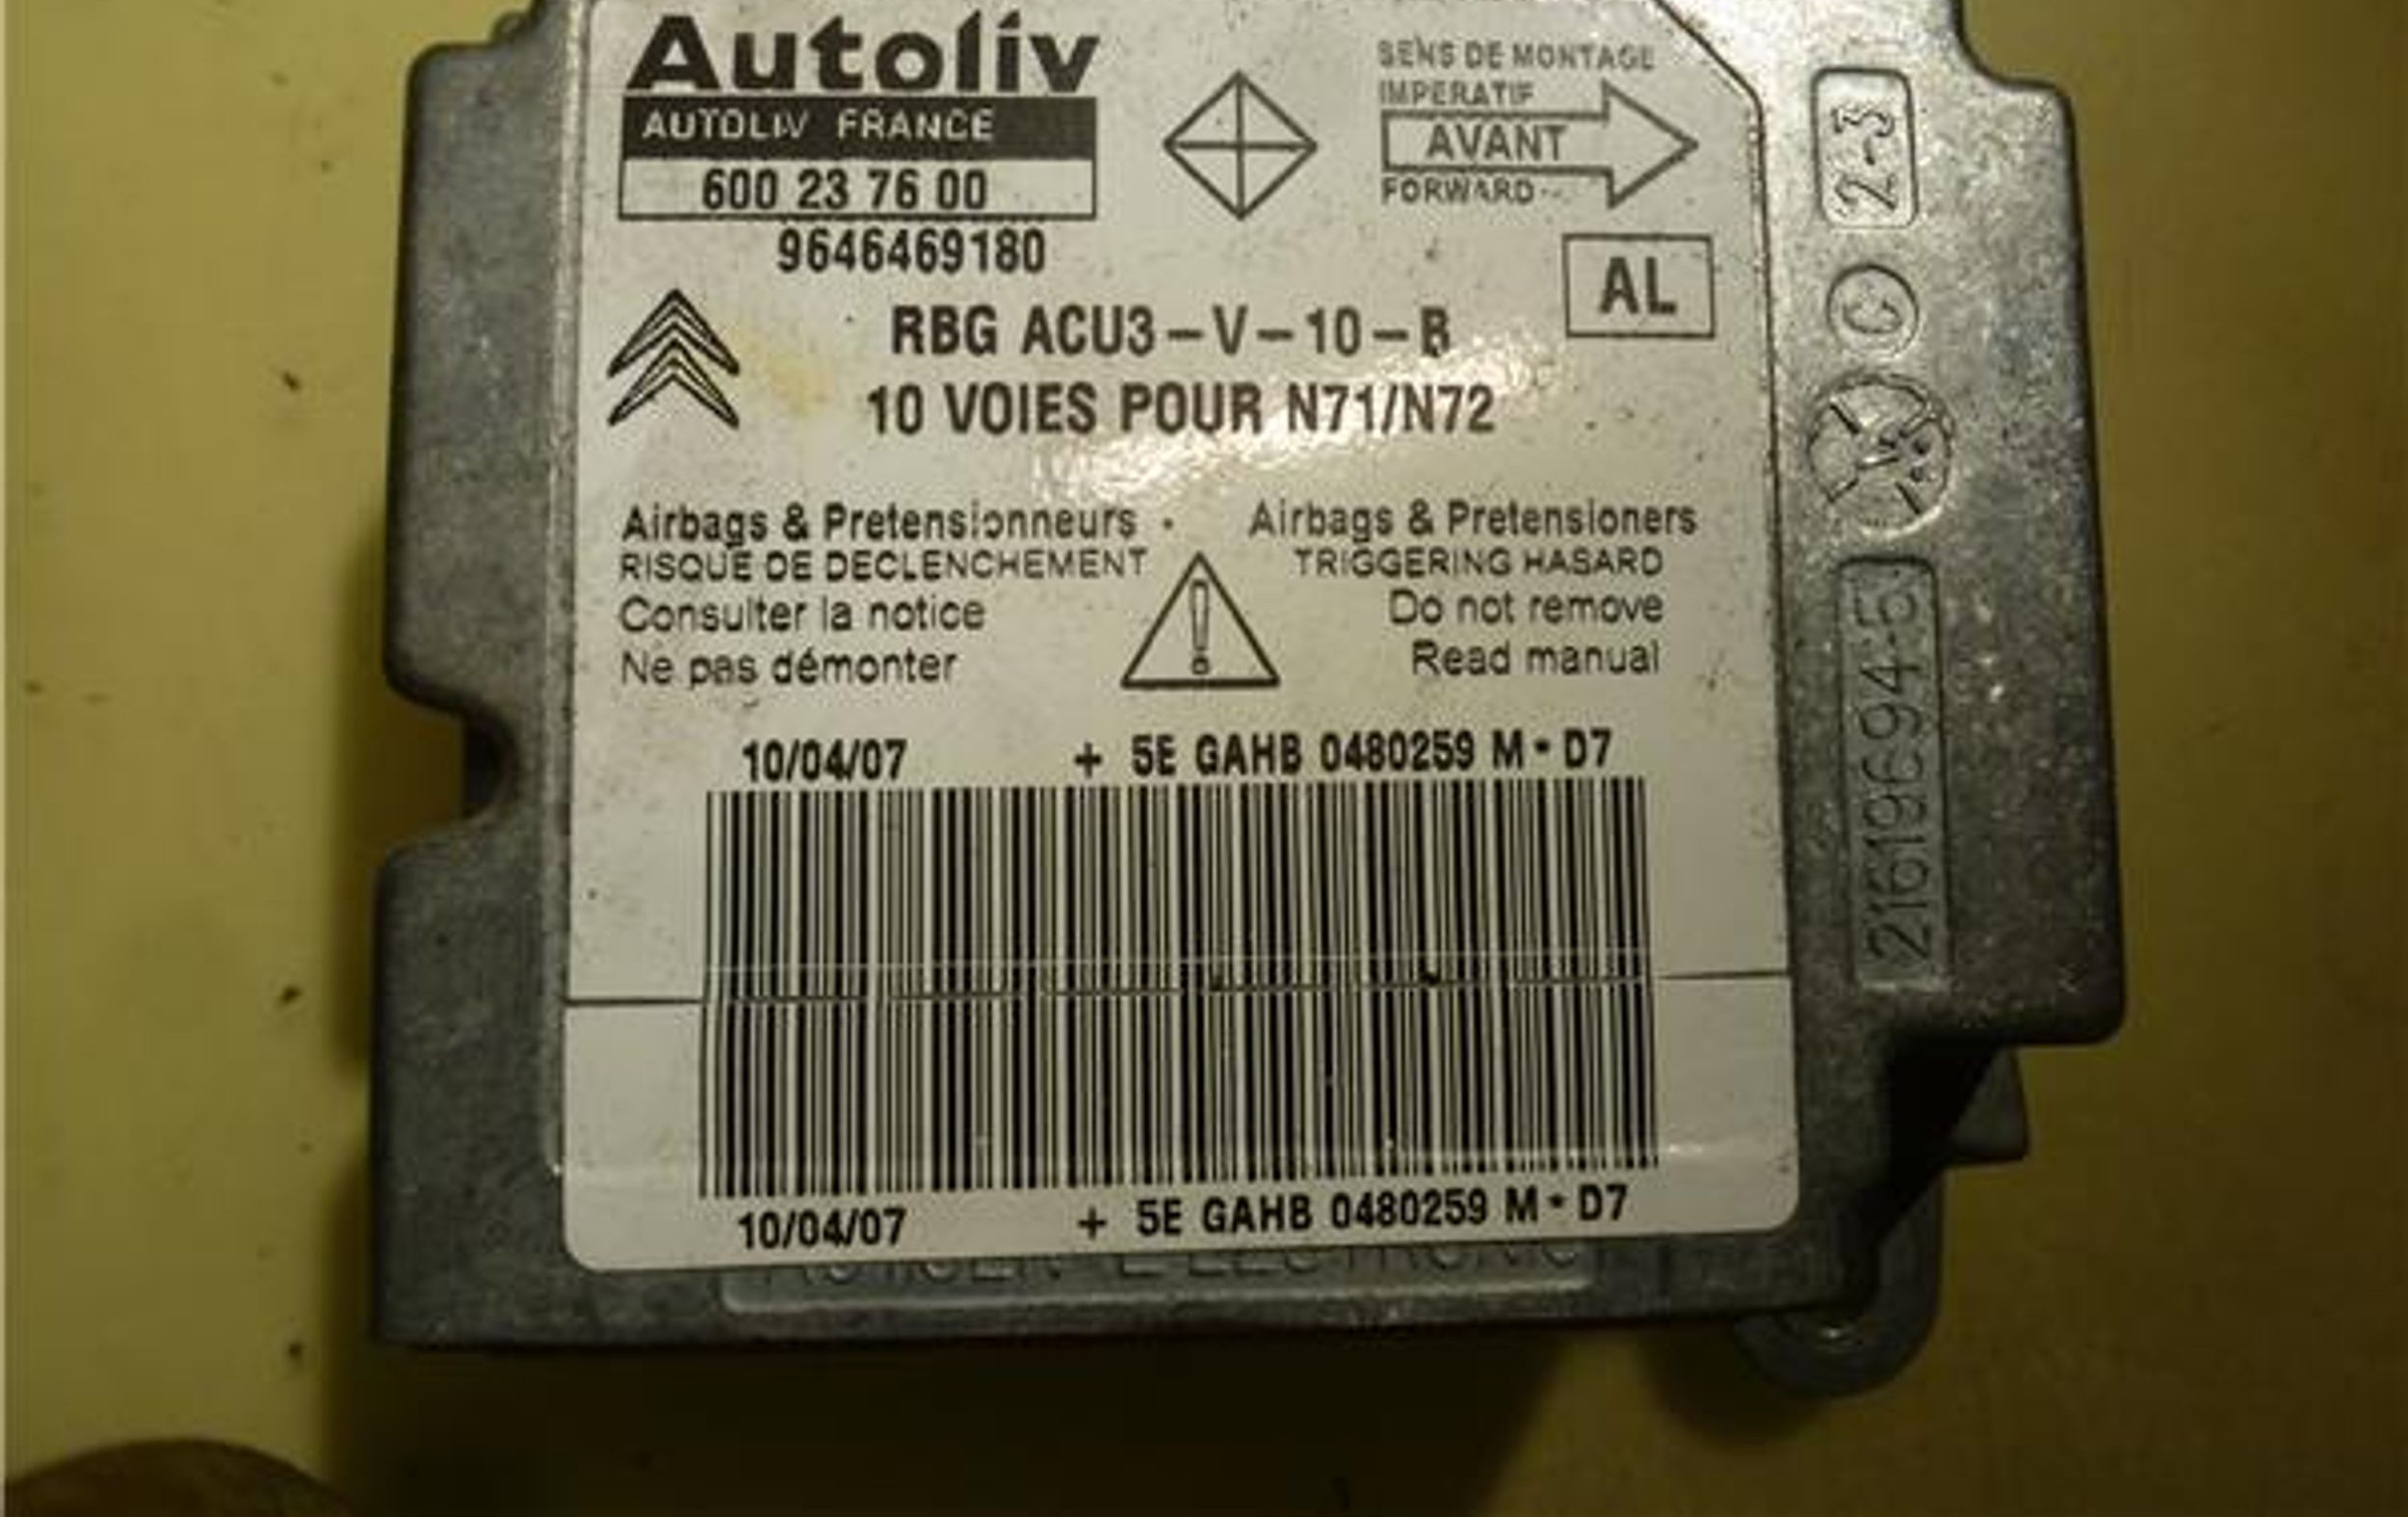 Autoliv
AUTOLIV FRANCE
600 23 76 00
9646469180
SENS DE MONTAGE
IMPERATIF
AVANT
FORWARD
AL
RBG ACU3-V-10-B
10 VOIES POUR N71/N72
Airbags & Pretensionneurs
RISQUE DE DECLENCHEMENT
Consulter la notice
Ne pas démonter
Airbags & Pretensioners
TRIGGERING HASARD
Do not remove
Read manual
10/04/07 + 5E GAHB 0480259 M * D7
10/04/07 + 5E GAHB 0480259 M * D7
2-3
G
21619694-5